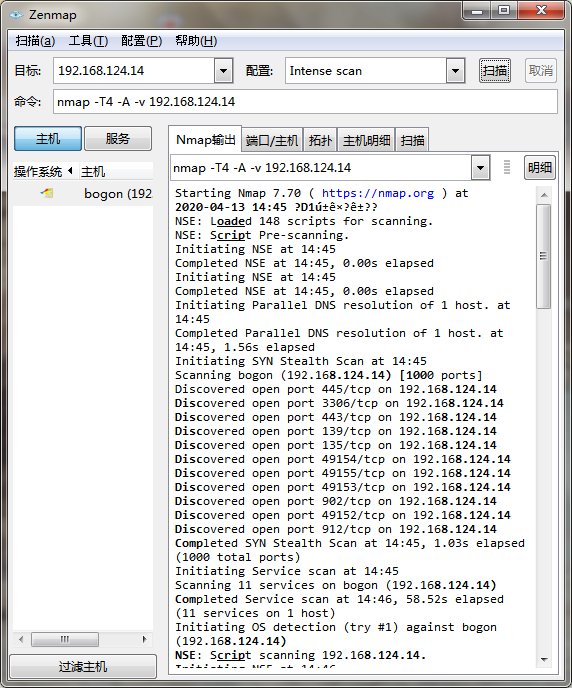 Zenmap
扫描(a) 工具(T) 配置(P) 帮助(H)
目标: 192.168.124.14 配置: Intense scan 扫描 取消
命令: nmap -T4 -A -v 192.168.124.14
主机 服务
操作系统 主机
bogon (192
过滤主机
Nmap输出 端口/主机 拓扑 主机明细 扫描
nmap -T4 -A -v 192.168.124.14 明细
Starting Nmap 7.70 ( https://nmap.org ) at
2020-04-13 14:45 ?D1ú±ê×?ê±??
NSE: Loaded 148 scripts for scanning.
NSE: Script Pre-scanning.
Initiating NSE at 14:45
Completed NSE at 14:45, 0.00s elapsed
Initiating NSE at 14:45
Completed NSE at 14:45, 0.00s elapsed
Initiating Parallel DNS resolution of 1 host. at
14:45
Completed Parallel DNS resolution of 1 host. at
14:45, 1.56s elapsed
Initiating SYN Stealth Scan at 14:45
Scanning bogon (192.168.124.14) [1000 ports]
Discovered open port 445/tcp on 192.168.124.14
Discovered open port 3306/tcp on 192.168.124.14
Discovered open port 443/tcp on 192.168.124.14
Discovered open port 139/tcp on 192.168.124.14
Discovered open port 135/tcp on 192.168.124.14
Discovered open port 49154/tcp on 192.168.124.14
Discovered open port 49155/tcp on 192.168.124.14
Discovered open port 49153/tcp on 192.168.124.14
Discovered open port 902/tcp on 192.168.124.14
Discovered open port 49152/tcp on 192.168.124.14
Discovered open port 912/tcp on 192.168.124.14
Completed SYN Stealth Scan at 14:45, 1.03s elapsed
(1000 total ports)
Initiating Service scan at 14:45
Scanning 11 services on bogon (192.168.124.14)
Completed Service scan at 14:46, 58.52s elapsed
(11 services on 1 host)
Initiating OS detection (try #1) against bogon
(192.168.124.14)
NSE: Script scanning 192.168.124.14.
Initiating NSE at 14:46